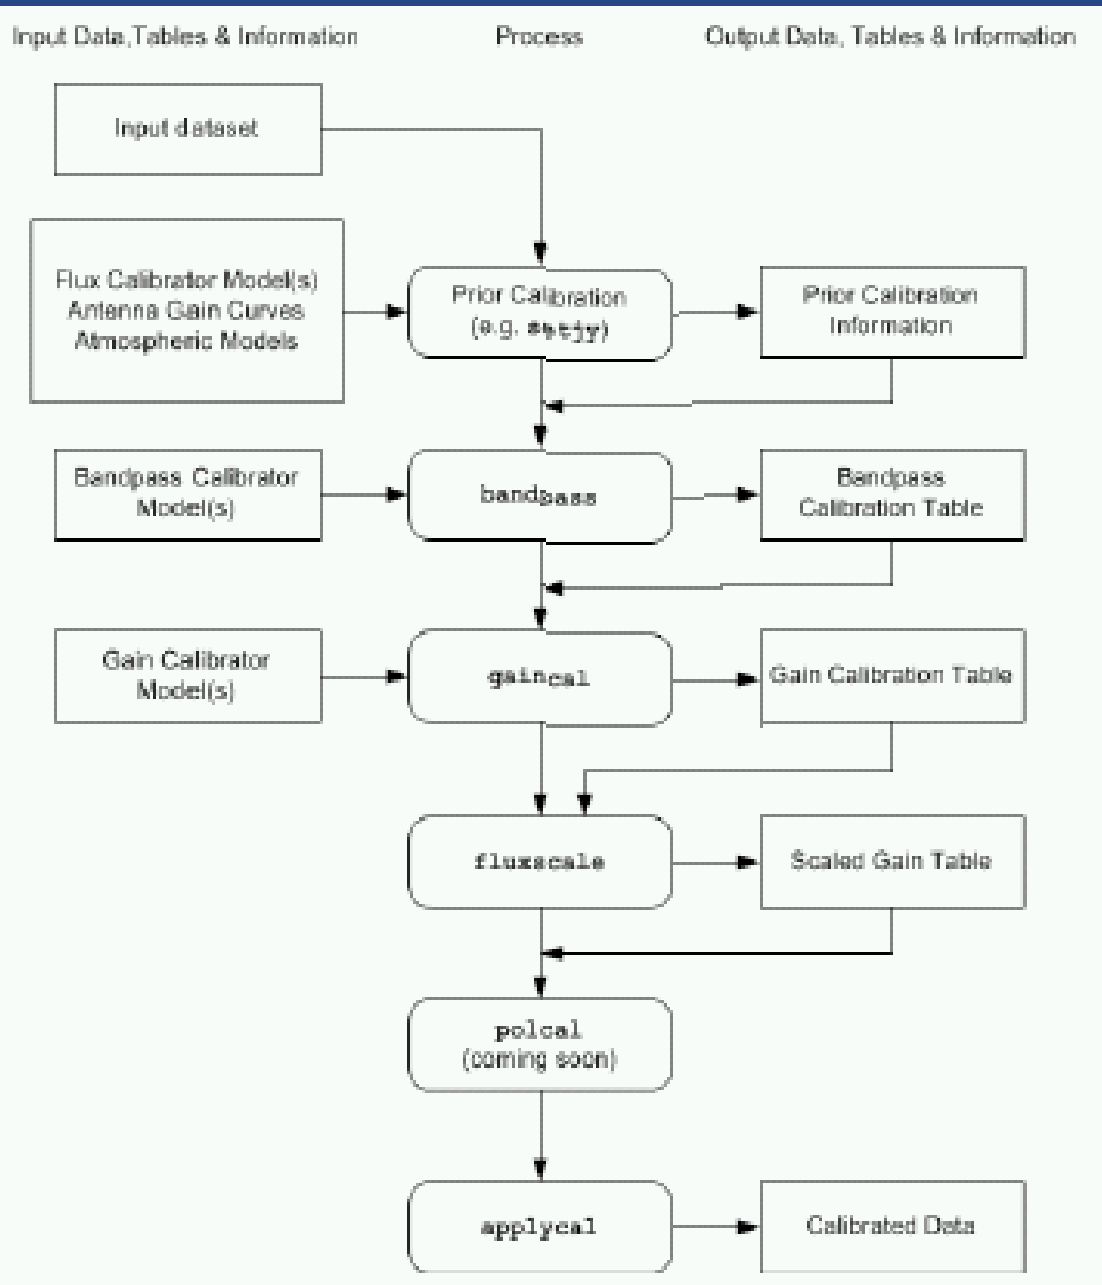 Input Data,Tables & Information
Process
Output Data, Tables & Information
Input dataset
Flux Calibrator Model(s)
Antenna Gain Curves
Atmospheric Models
Prior Calibration
(e.g. setjy)
Prior Calibration
Information
Bandpass Calibrator
Model(s)
bandpass
Bandpass
Calibration Table
Gain Calibrator
Model(s)
gaincal
Gain Calibration Table
fluxscale
Scaled Gain Table
polcal
(coming soon)
applycal
Calibrated Data